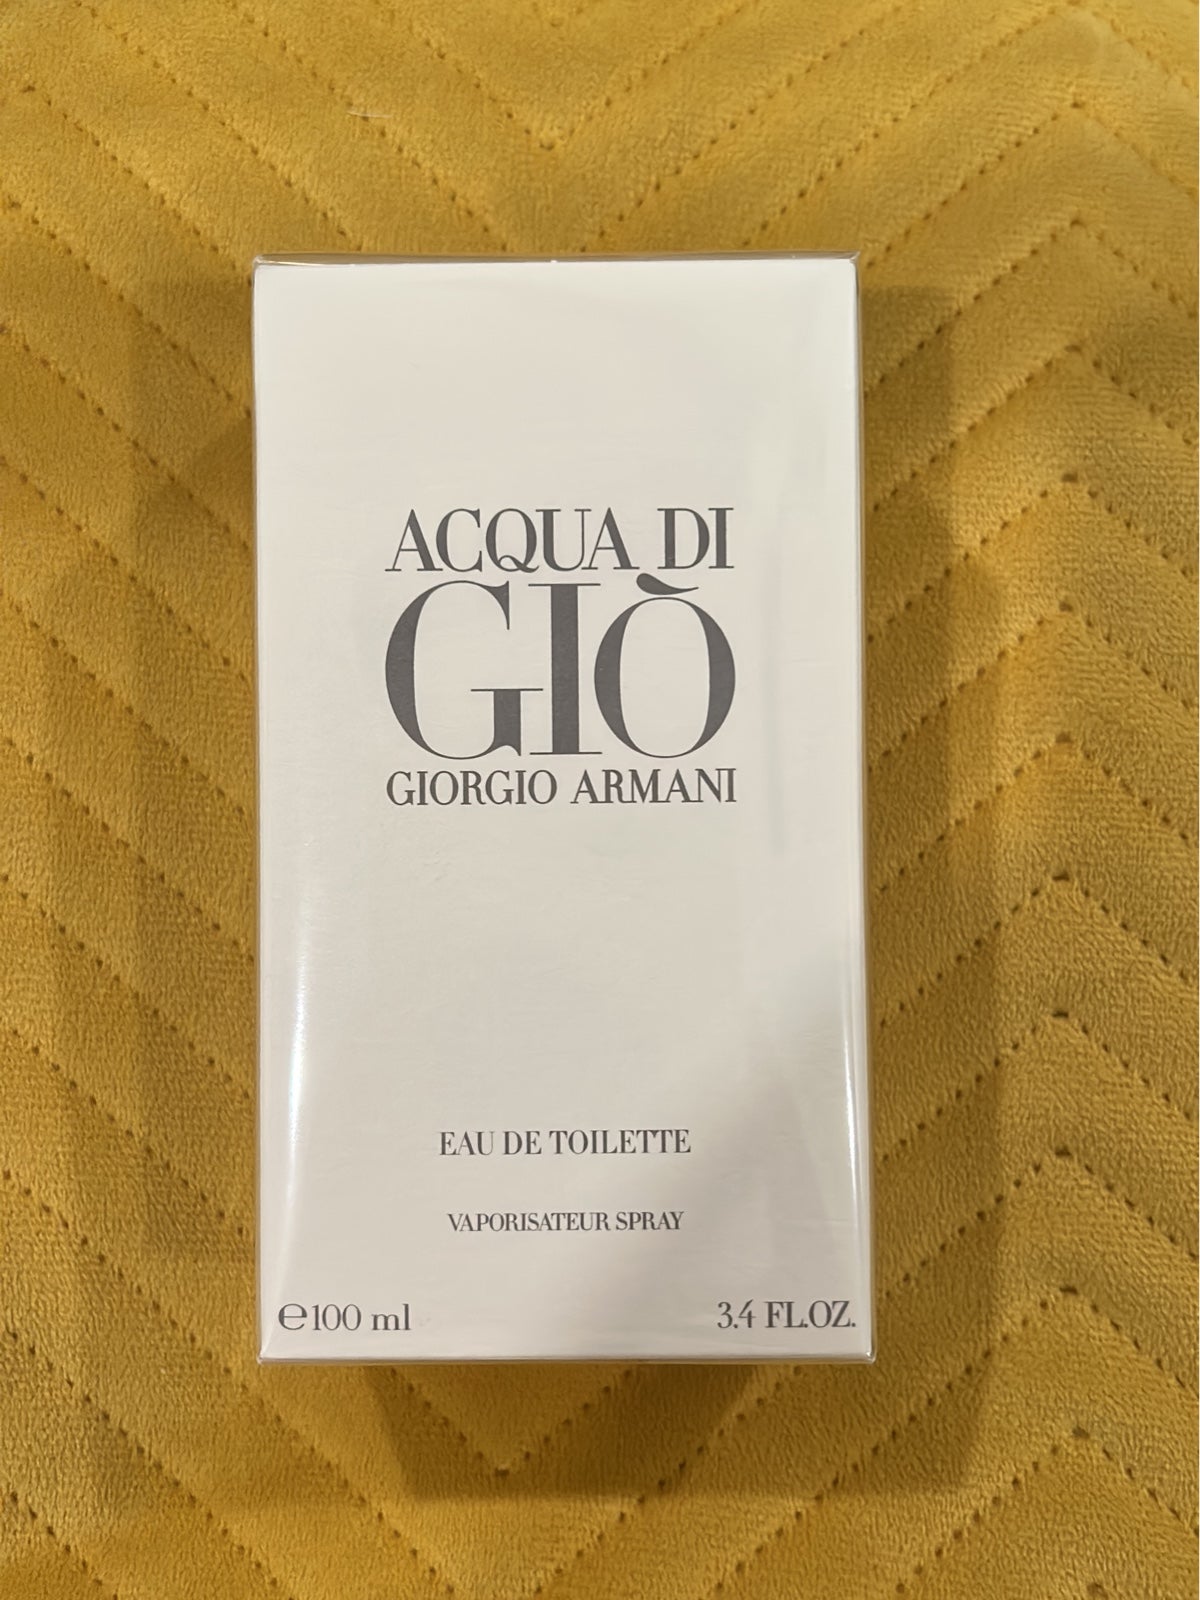 ACQUA DI
GIÒ
GIORGIO ARMANI
EAU DE TOILETTE
VAPORISATEUR SPRAY
℮100 ml 3.4 FL.OZ.